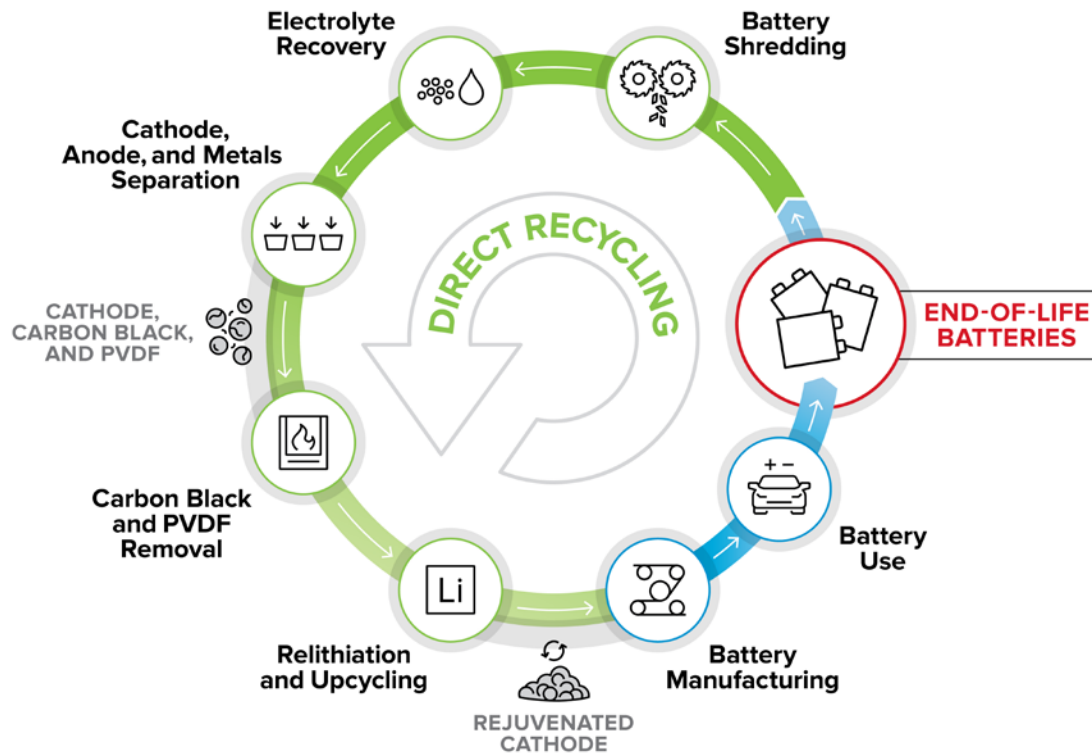 Electrolyte
Recovery
Battery
Shredding
Cathode,
Anode, and Metals
Separation
DIRECT RECYCLING
CATHODE,
CARBON BLACK,
AND PVDF
END-OF-LIFE
BATTERIES
Carbon Black
and PVDF
Removal
+ −
Battery
Use
Li
Relithiation
and Upcycling
Battery
Manufacturing
REJUVENATED
CATHODE